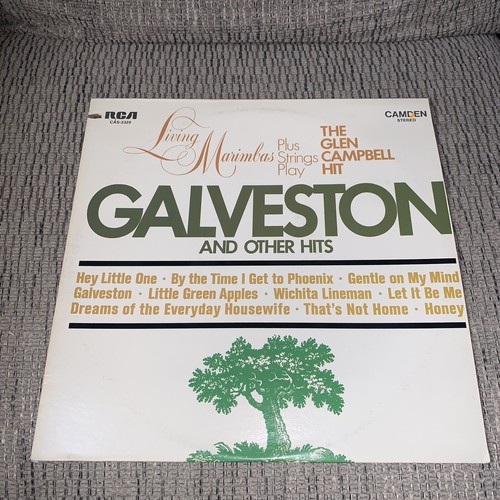 RCA
CAS-2329
CAMDEN
STEREO
Living Marimbas
Plus
Strings
Play
THE
GLEN
CAMPBELL
HIT
GALVESTON
AND OTHER HITS
Hey Little One · By the Time I Get to Phoenix · Gentle on My Mind
Galveston · Little Green Apples · Wichita Lineman · Let It Be Me
Dreams of the Everyday Housewife · That's Not Home · Honey